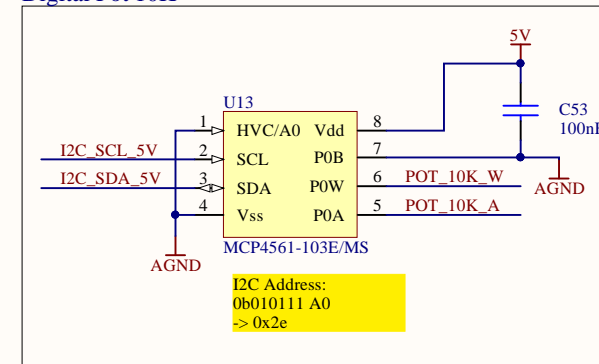 Digital Pot 10K
5V
U13
C53
100nF
1 HVC/A0 Vdd 8
I2C_SCL_5V 2 SCL P0B 7
I2C_SDA_5V 3 SDA P0W 6 POT_10K_W
AGND
4 Vss P0A 5 POT_10K_A
MCP4561-103E/MS
AGND
I2C Address:
0b010111 A0
-> 0x2e